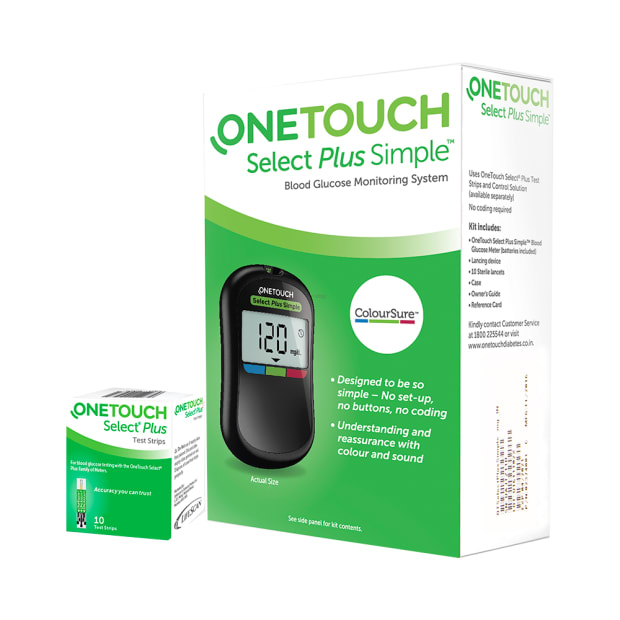 ONETOUCH
Select Plus Simple™
Blood Glucose Monitoring System
ONETOUCH
Select Plus Simple
120
mg/dL
ColourSure™
• Designed to be so
simple – No set-up,
no buttons, no coding
• Understanding and
reassurance with
colour and sound
Actual Size
See side panel for kit contents.
ONETOUCH
Select Plus Simple™
Uses OneTouch Select® Plus Test
Strips and Control Solution
(available separately)
No coding required
Kit includes:
• OneTouch Select Plus Simple™ Blood
Glucose Meter (batteries included)
• Lancing device
• 10 Sterile lancets
• Case
• Owner's Guide
• Reference Card
Kindly contact Customer Service
at 1800 225544 or visit
www.onetouchdiabetes.co.in.
ONETOUCH
Select® Plus
Test Strips
For blood glucose testing with the OneTouch Select®
Plus family of Meters.
Accuracy you can trust
10
Test Strips
ONETOUCH
Select Plus
LIFESCAN